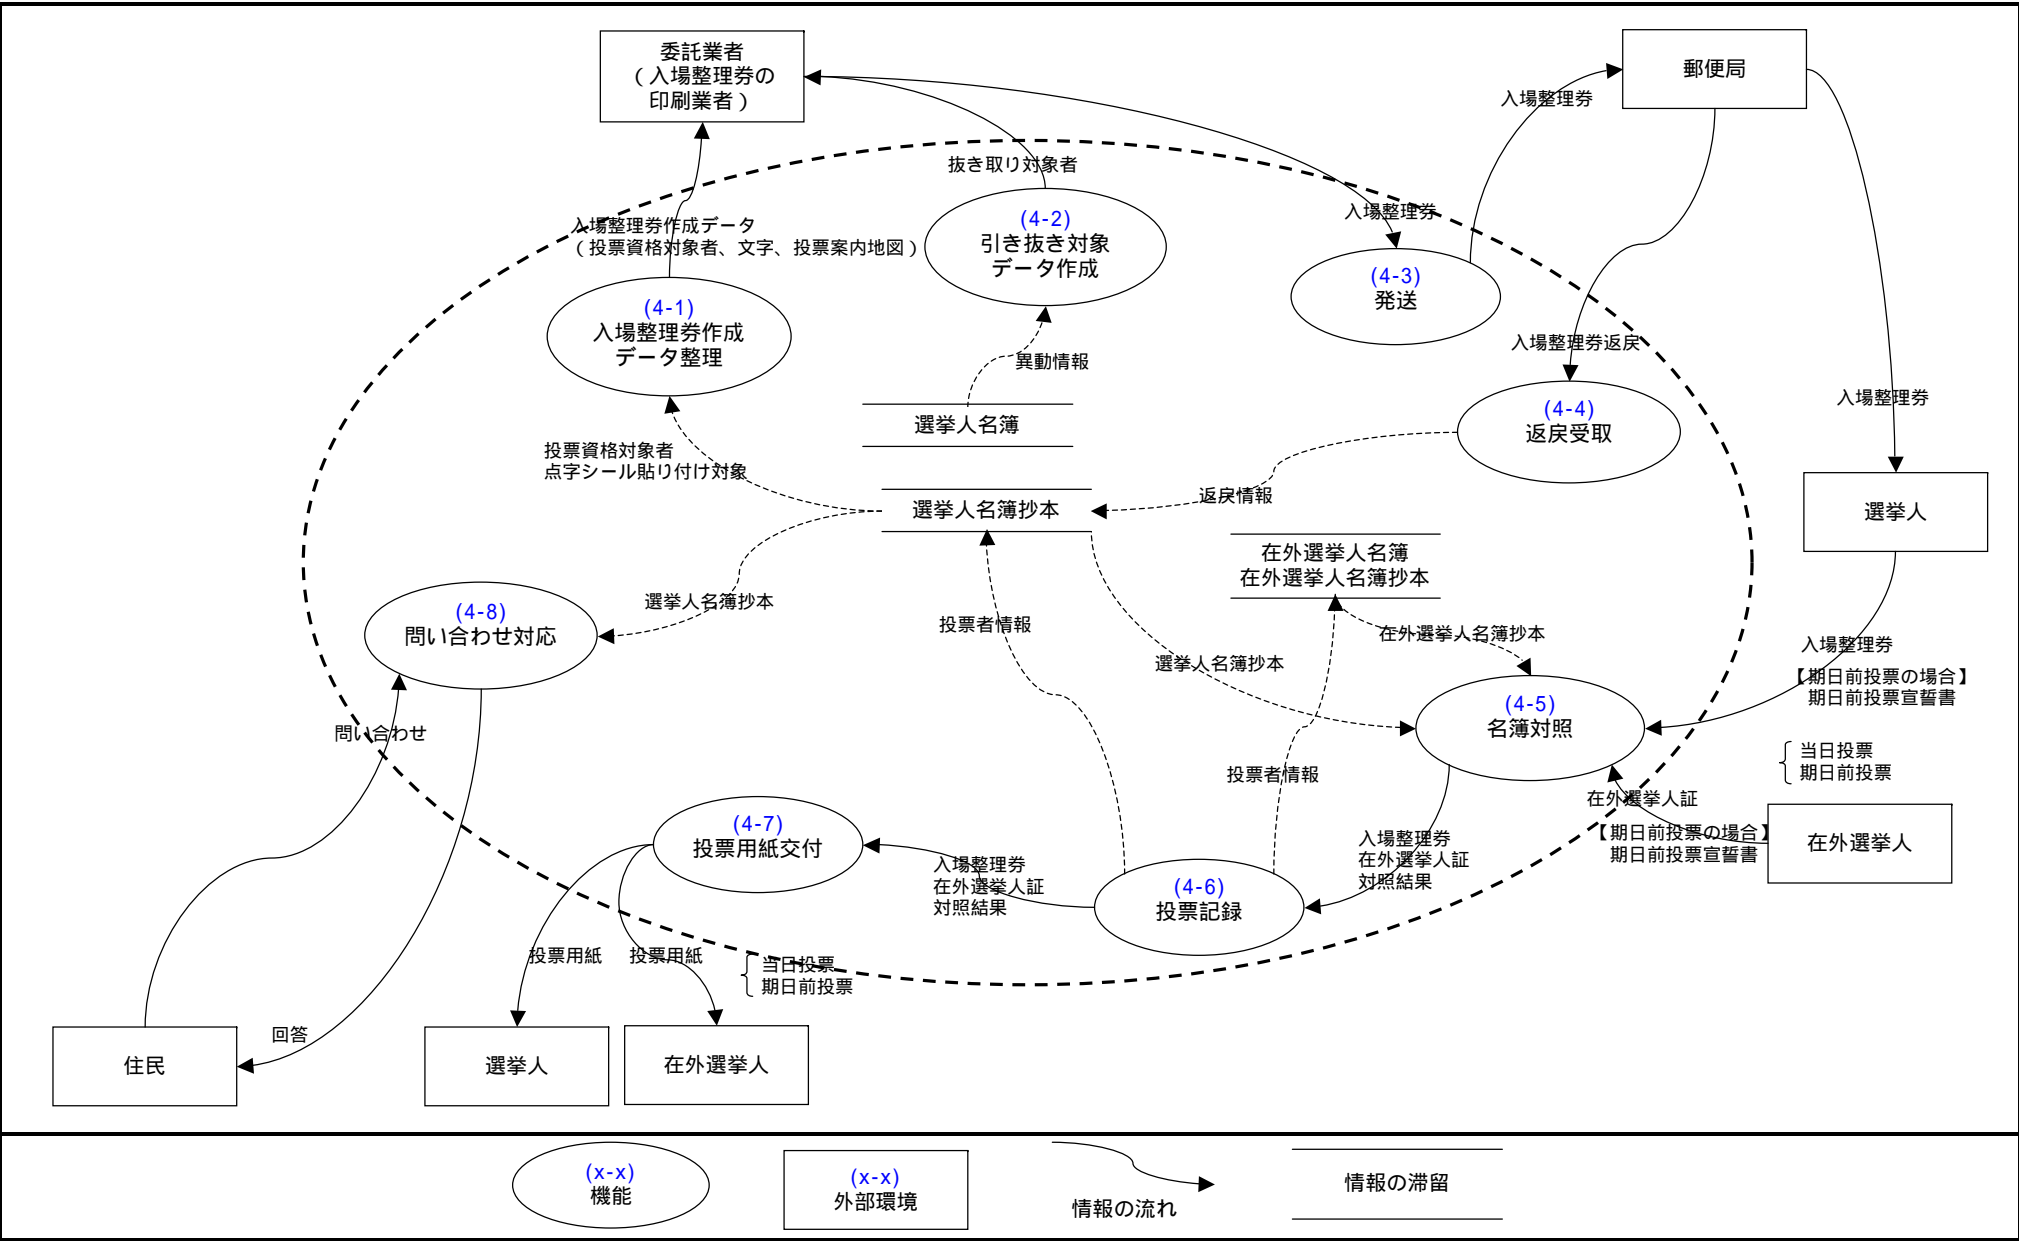 委託業者
（入場整理券の
印刷業者）
郵便局
入場整理券
抜き取り対象者
入場整理券作成データ
（投票資格対象者、文字、投票案内地図）
(4-2)
引き抜き対象
データ作成
入場整理券
(4-3)
発送
(4-1)
入場整理券作成
データ整理
入場整理券返戻
異動情報
入場整理券
選挙人名簿
(4-4)
返戻受取
投票資格対象者
点字シール貼り付け対象
返戻情報
選挙人名簿抄本
選挙人
在外選挙人名簿
在外選挙人名簿抄本
選挙人名簿抄本
(4-8)
問い合わせ対応
投票者情報
在外選挙人名簿抄本
選挙人名簿抄本
入場整理券
【期日前投票の場合】
期日前投票宣誓書
(4-5)
名簿対照
問い合わせ
当日投票
期日前投票
投票者情報
在外選挙人証
【期日前投票の場合】
期日前投票宣誓書
在外選挙人
(4-7)
投票用紙交付
入場整理券
在外選挙人証
対照結果
入場整理券
在外選挙人証
対照結果
(4-6)
投票記録
投票用紙
投票用紙
当日投票
期日前投票
回答
住民
選挙人
在外選挙人
(x-x)
機能
(x-x)
外部環境
情報の流れ
情報の滞留